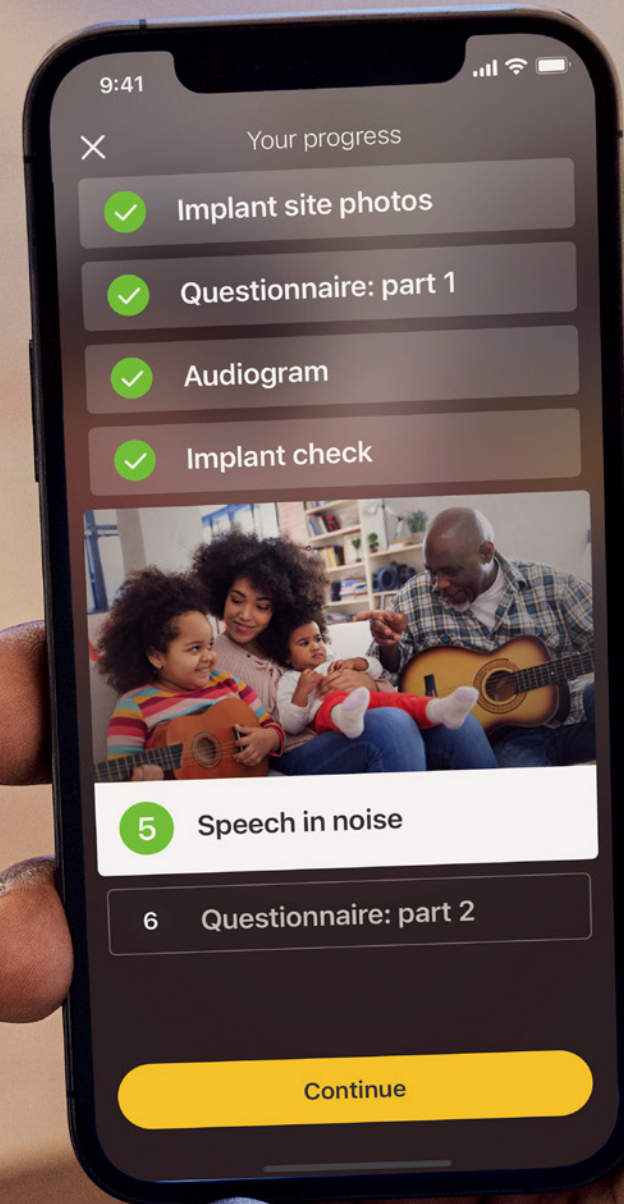 9:41
Your progress
Implant site photos
Questionnaire: part 1
Audiogram
Implant check
5 Speech in noise
6 Questionnaire: part 2
Continue